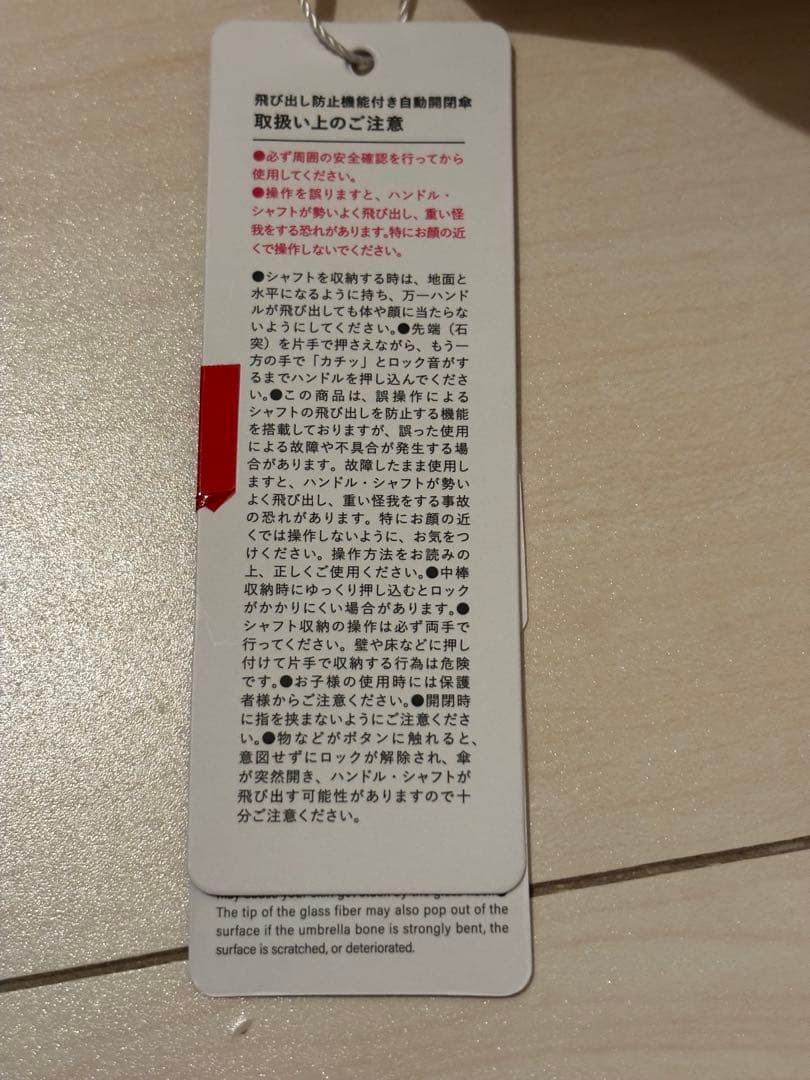 飛び出し防止機能付き自動開閉傘
取扱い上のご注意
●必ず周囲の安全確認を行ってから
使用してください。
●操作を誤りますと、ハンドル・
シャフトが勢いよく飛び出し、重い怪
我をする恐れがあります。特にお顔の近
くで操作しないでください。
●シャフトを収納する時は、地面と
水平になるように持ち、万一ハンド
ルが飛び出しても体や顔に当たらな
いようにしてください。●先端（石
突）を片手で押さえながら、もう一
方の手で「カチッ」とロック音がす
るまでハンドルを押し込んでくださ
い。●この商品は、誤操作による
シャフトの飛び出しを防止する機能
を搭載しておりますが、誤った使用
による故障や不具合が発生する場
合があります。故障したまま使用し
ますと、ハンドル・シャフトが勢い
よく飛び出し、重い怪我をする事故
の恐れがあります。特にお顔の近
くでは操作しないように、お気をつ
けください。操作方法をお読みの
上、正しくご使用ください。●中棒
収納時にゆっくり押し込むとロック
がかかりにくい場合があります。●
シャフト収納の操作は必ず両手で
行ってください。壁や床などに押し
付けて片手で収納する行為は危険
です。●お子様の使用時には保護
者様からご注意ください。●開閉時
に指を挟まないようにご注意くださ
い。●物などがボタンに触れると、
意図せずにロックが解除され、傘
が突然開き、ハンドル・シャフトが
飛び出す可能性がありますので十
分ご注意ください。
The tip of the glass fiber may also pop out of the
surface if the umbrella bone is strongly bent, the
surface is scratched, or deteriorated.